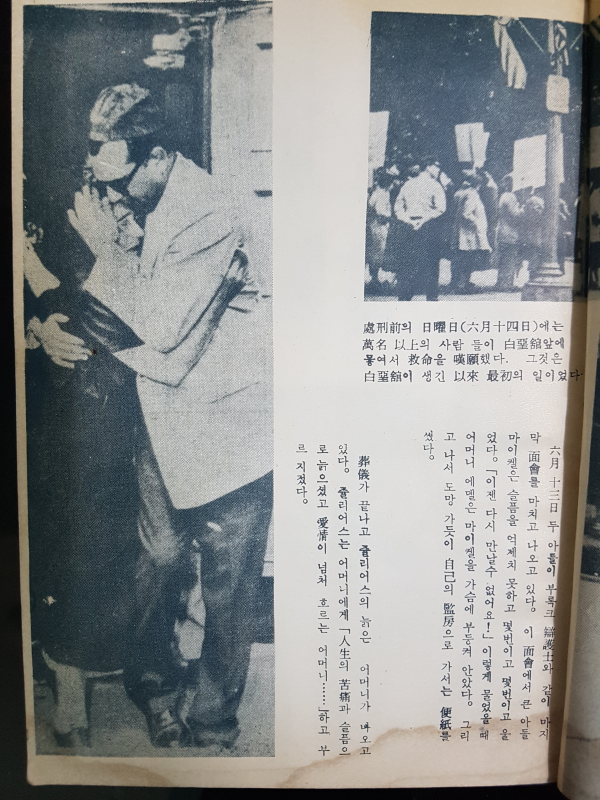 處刑前의 日曜日(六月十四日)에는
萬名 以上의 사람 들이 白堊舘앞에
몰여서 救命을 嘆願했다. 그것은
白堊舘이 생긴 以來 最初의 일이었다
六月 十三日 두 아들이 부록크 辯護士와 같이 마지
막 面會를 마치고 나오고 있다. 이 面會에서 큰 아들
마이켈은 슬픔을 억제치 못하고 몇번이고 몇번이고 울
었다. 「이젠 다시 만날수 없어요!」 이렇게 물었을 때
어머니 에델은 마이켈을 가슴에 부둥켜 안았다. 그리
고 나서 도망 가듯이 自己의 監房으로 가서는 便紙를
썼다.
葬儀가 끝나고 쥴리어스의 늙은 어머니가 나오고
있다. 쥴리어스는 어머니에게 「人生의 苦痛과 슬픔으
로 늙으셨고 愛情이 넘처 흐르는 어머니……」하고 부
르 지졌다.